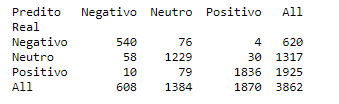 Predito Negativo Neutro Positivo All
Real
Negativo 540 76 4 620
Neutro 58 1229 30 1317
Positivo 10 79 1836 1925
All 608 1384 1870 3862